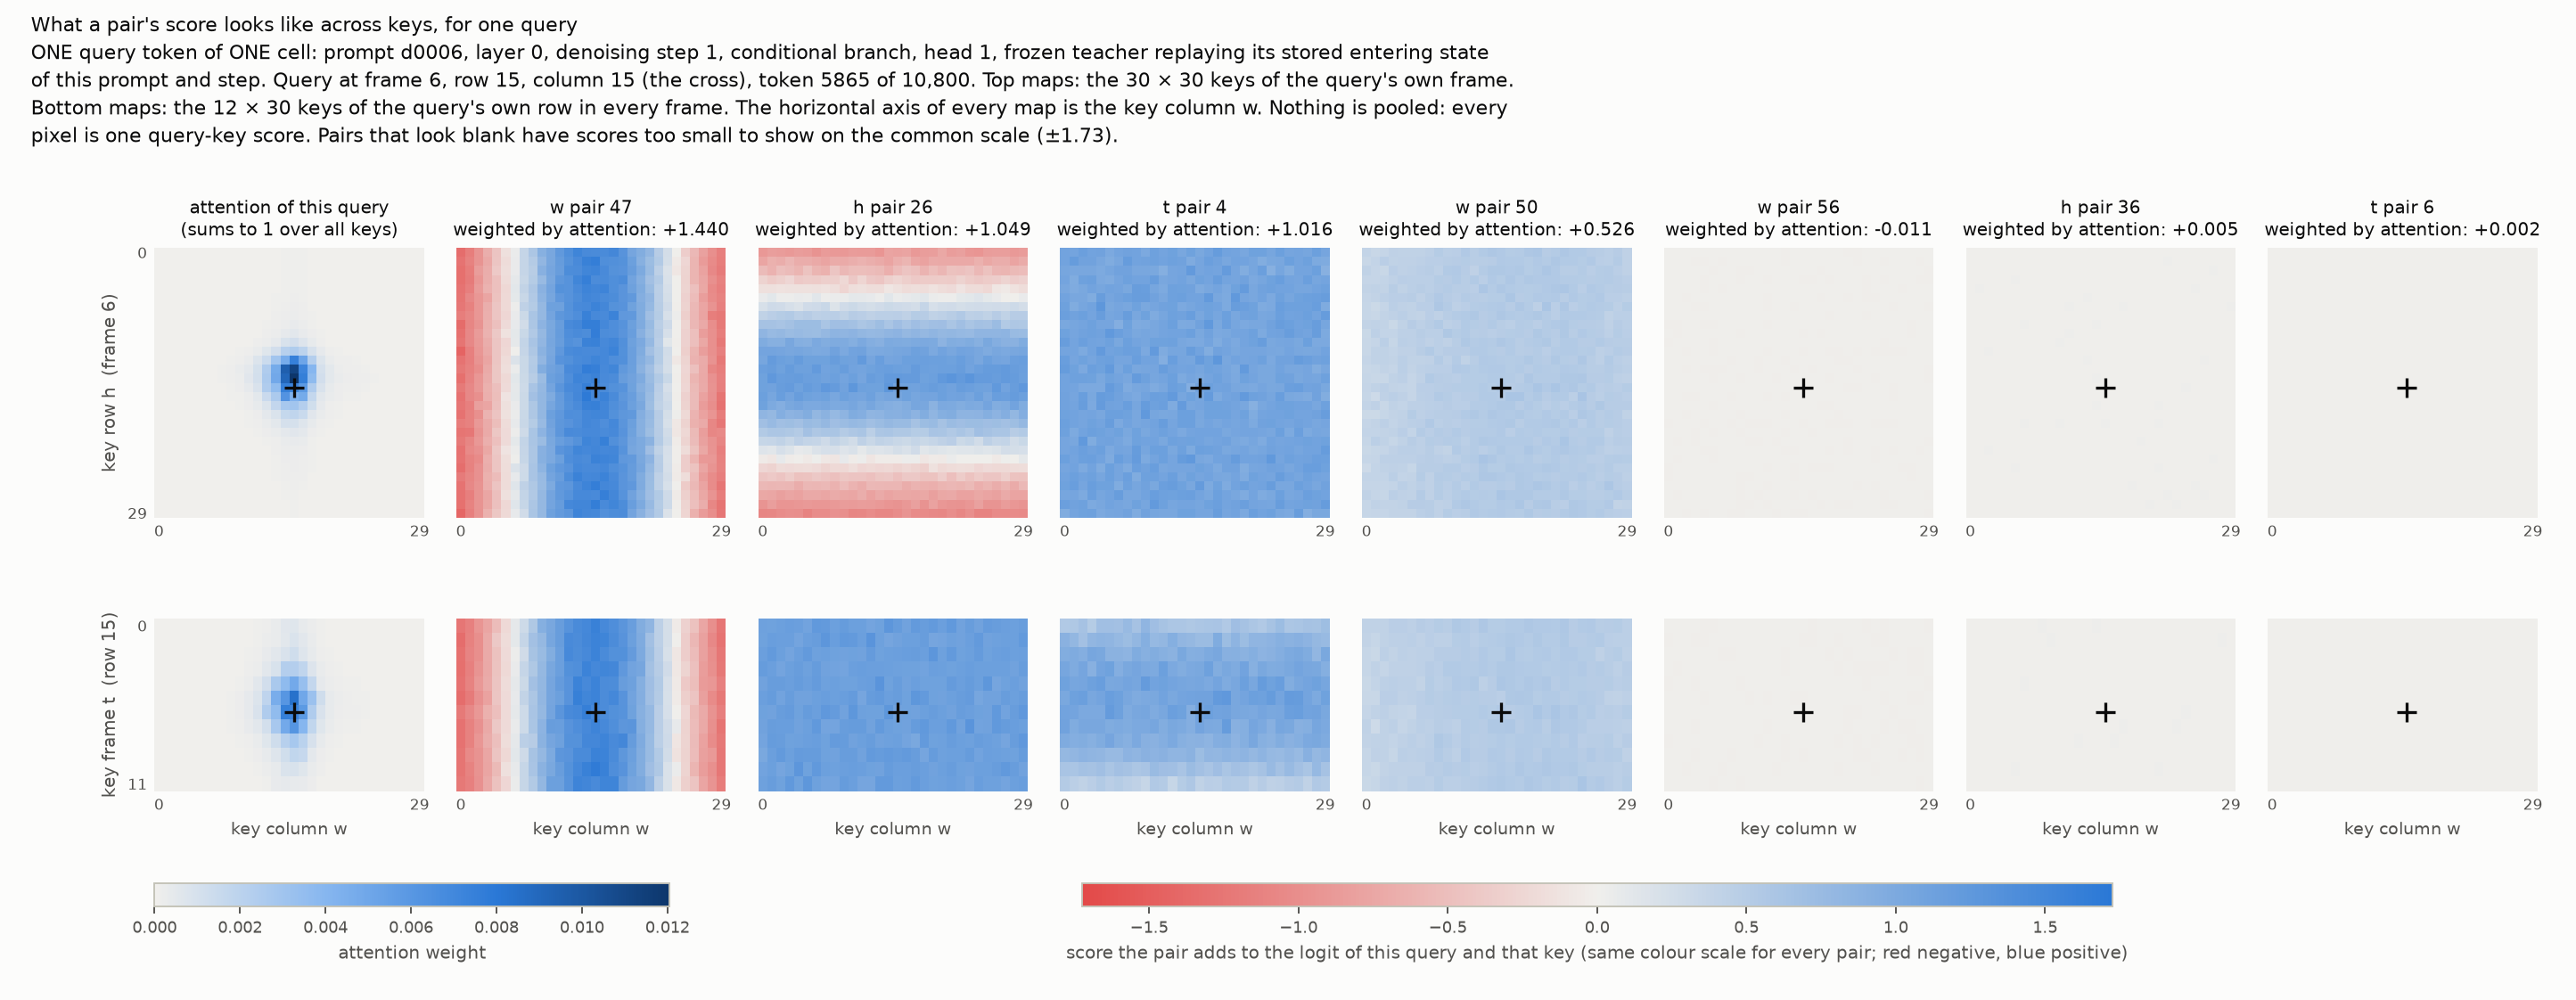 What a pair's score looks like across keys, for one query
ONE query token of ONE cell: prompt d0006, layer 0, denoising step 1, conditional branch, head 1, frozen teacher replaying its stored entering state
of this prompt and step. Query at frame 6, row 15, column 15 (the cross), token 5865 of 10,800. Top maps: the 30 × 30 keys of the query's own frame.
Bottom maps: the 12 × 30 keys of the query's own row in every frame. The horizontal axis of every map is the key column w. Nothing is pooled: every
pixel is one query-key score. Pairs that look blank have scores too small to show on the common scale (±1.73).
attention of this query
(sums to 1 over all keys)
w pair 47
weighted by attention: +1.440
h pair 26
weighted by attention: +1.049
t pair 4
weighted by attention: +1.016
w pair 50
weighted by attention: +0.526
w pair 56
weighted by attention: -0.011
h pair 36
weighted by attention: +0.005
t pair 6
weighted by attention: +0.002
key row h (frame 6)
0
29
0 29
0 29
0 29
0 29
0 29
0 29
0 29
0 29
key frame t (row 15)
0
11
0 29
0 29
0 29
0 29
0 29
0 29
0 29
0 29
key column w
key column w
key column w
key column w
key column w
key column w
key column w
key column w
0.000 0.002 0.004 0.006 0.008 0.010 0.012
attention weight
−1.5 −1.0 −0.5 0.0 0.5 1.0 1.5
score the pair adds to the logit of this query and that key (same colour scale for every pair; red negative, blue positive)